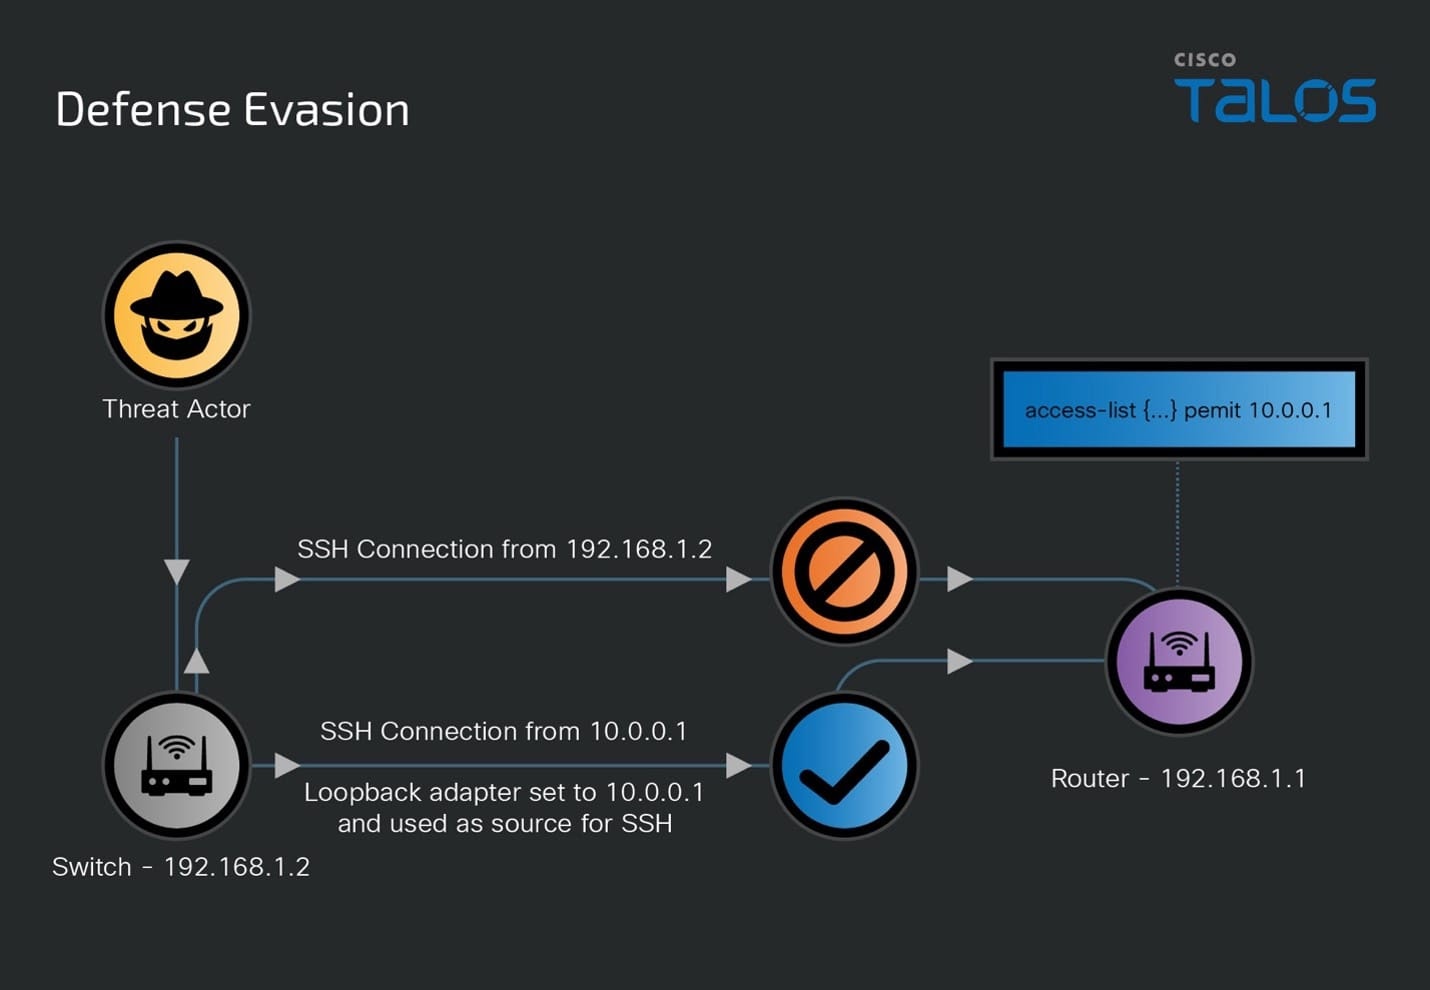 CISCO
TALOS
Defense Evasion
Threat Actor
access-list {...} pemit 10.0.0.1
SSH Connection from 192.168.1.2
SSH Connection from 10.0.0.1
Loopback adapter set to 10.0.0.1
and used as source for SSH
Router - 192.168.1.1
Switch - 192.168.1.2